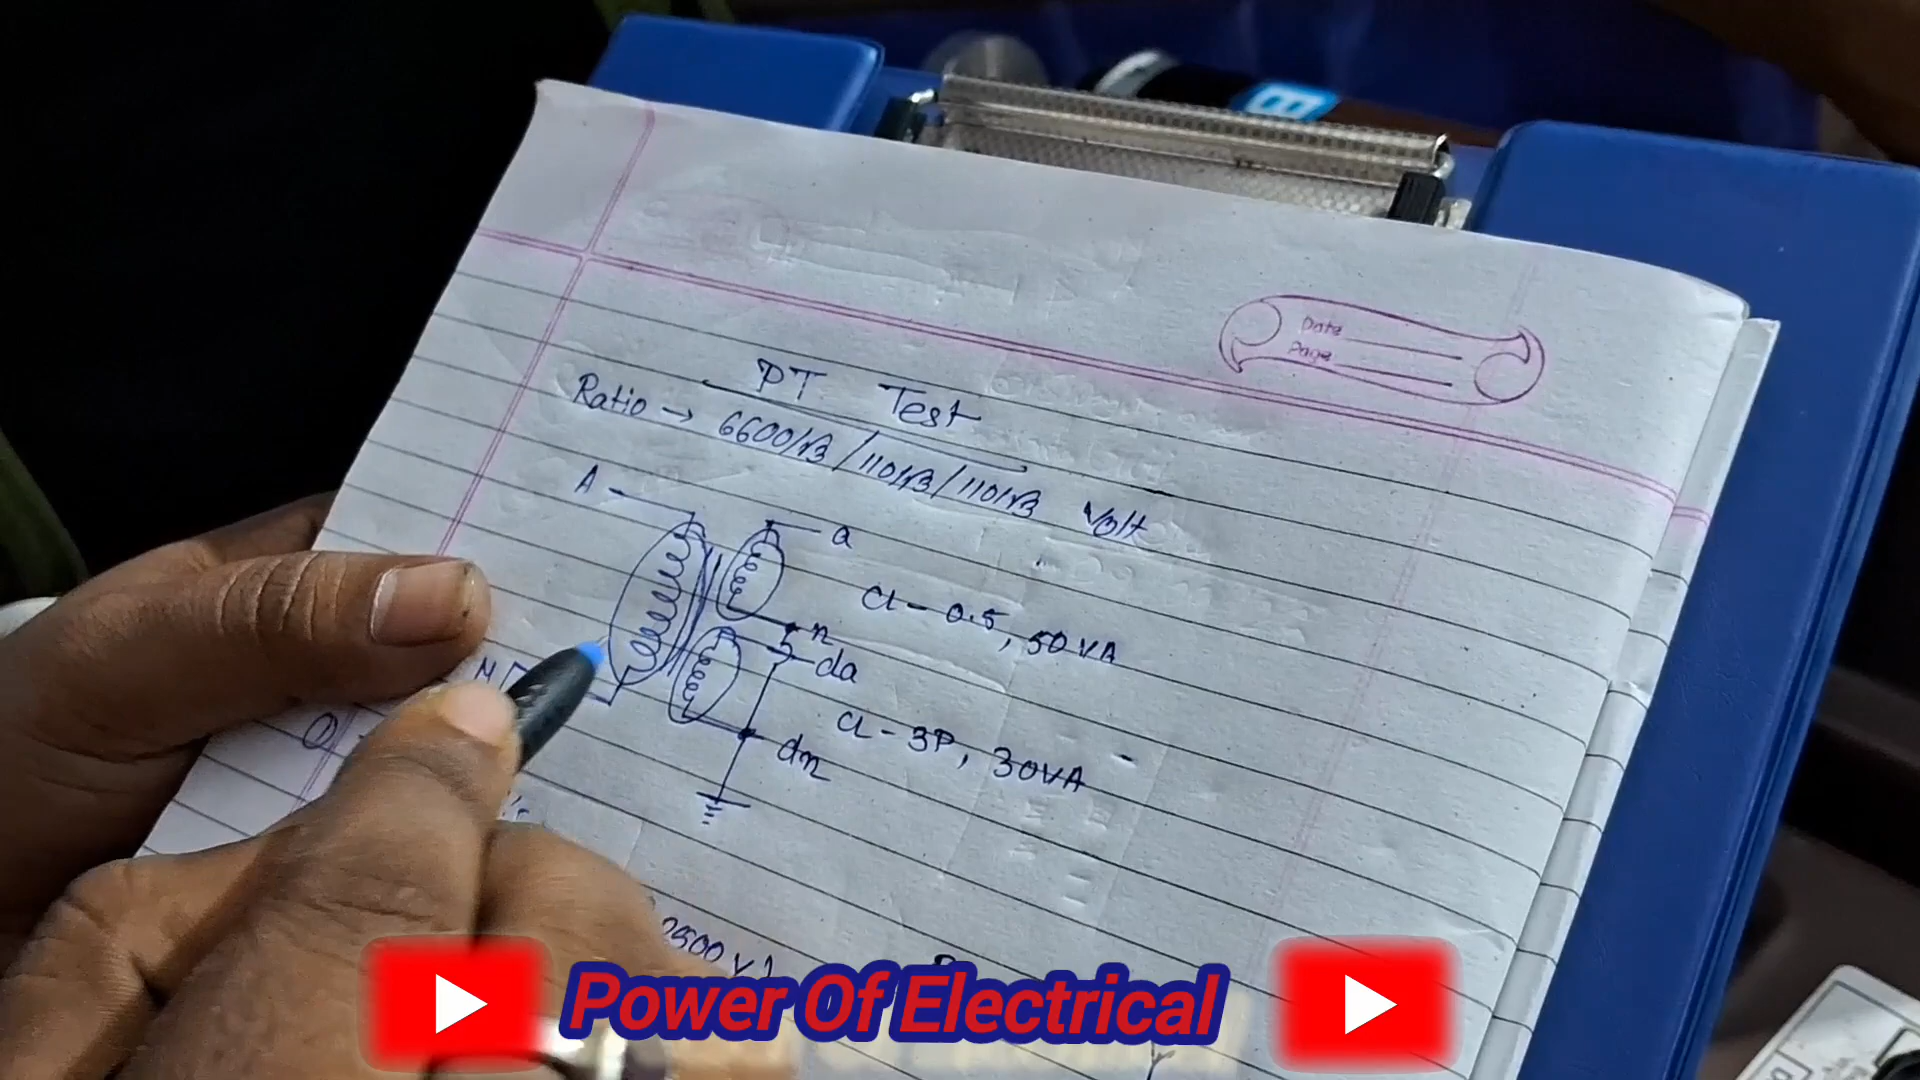 Date
Page
PT Test
Ratio → 6600/√3 / 110/√3 / 110/√3 Volt
A
a
Cl - 0.5, 50 VA
n
da
N
Cl - 3P, 30VA
dn
2500 V
Power Of Electrical